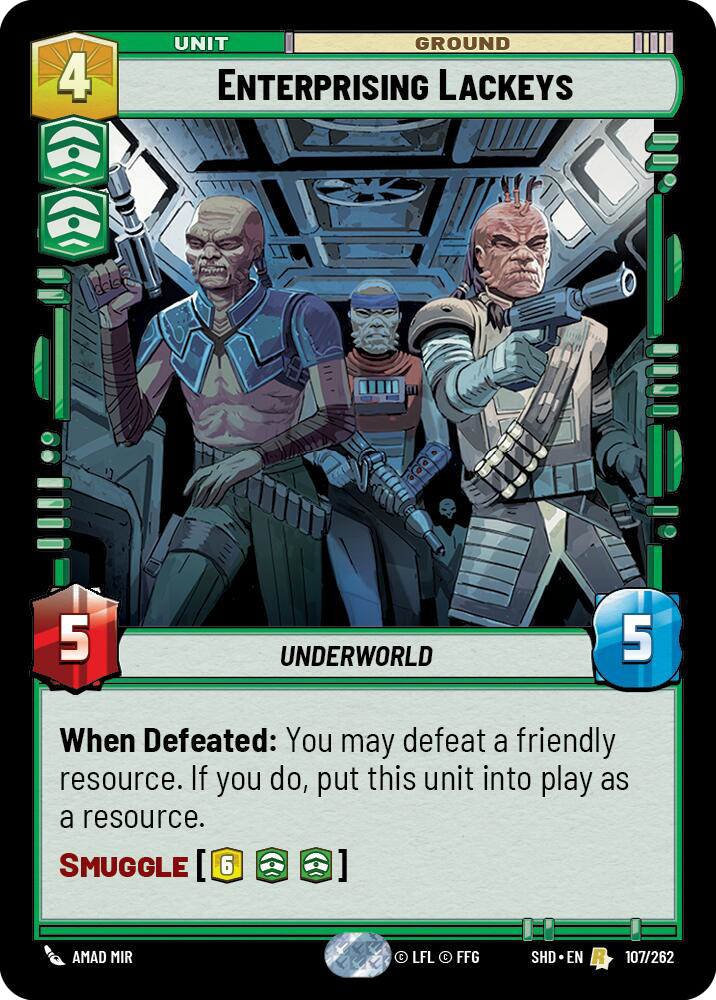 UNIT
GROUND
4
ENTERPRISING LACKEYS
5
UNDERWORLD
5
When Defeated: You may defeat a friendly
resource. If you do, put this unit into play as
a resource.
SMUGGLE [6]
AMAD MIR
© LFL © FFG
SHD • EN R 107/262